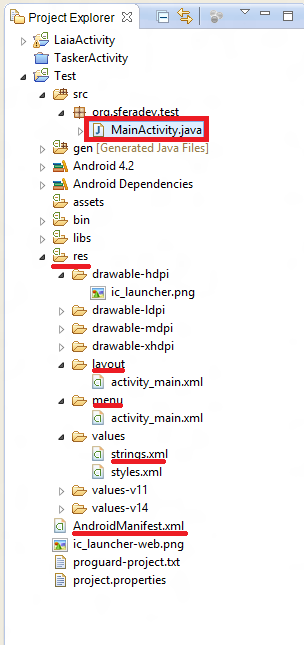 Project Explorer
LaiaActivity
TaskerActivity
Test
src
org.sferadev.test
MainActivity.java
gen [Generated Java Files]
Android 4.2
Android Dependencies
assets
bin
libs
res
drawable-hdpi
ic_launcher.png
drawable-ldpi
drawable-mdpi
drawable-xhdpi
layout
activity_main.xml
menu
activity_main.xml
values
strings.xml
styles.xml
values-v11
values-v14
AndroidManifest.xml
ic_launcher-web.png
proguard-project.txt
project.properties